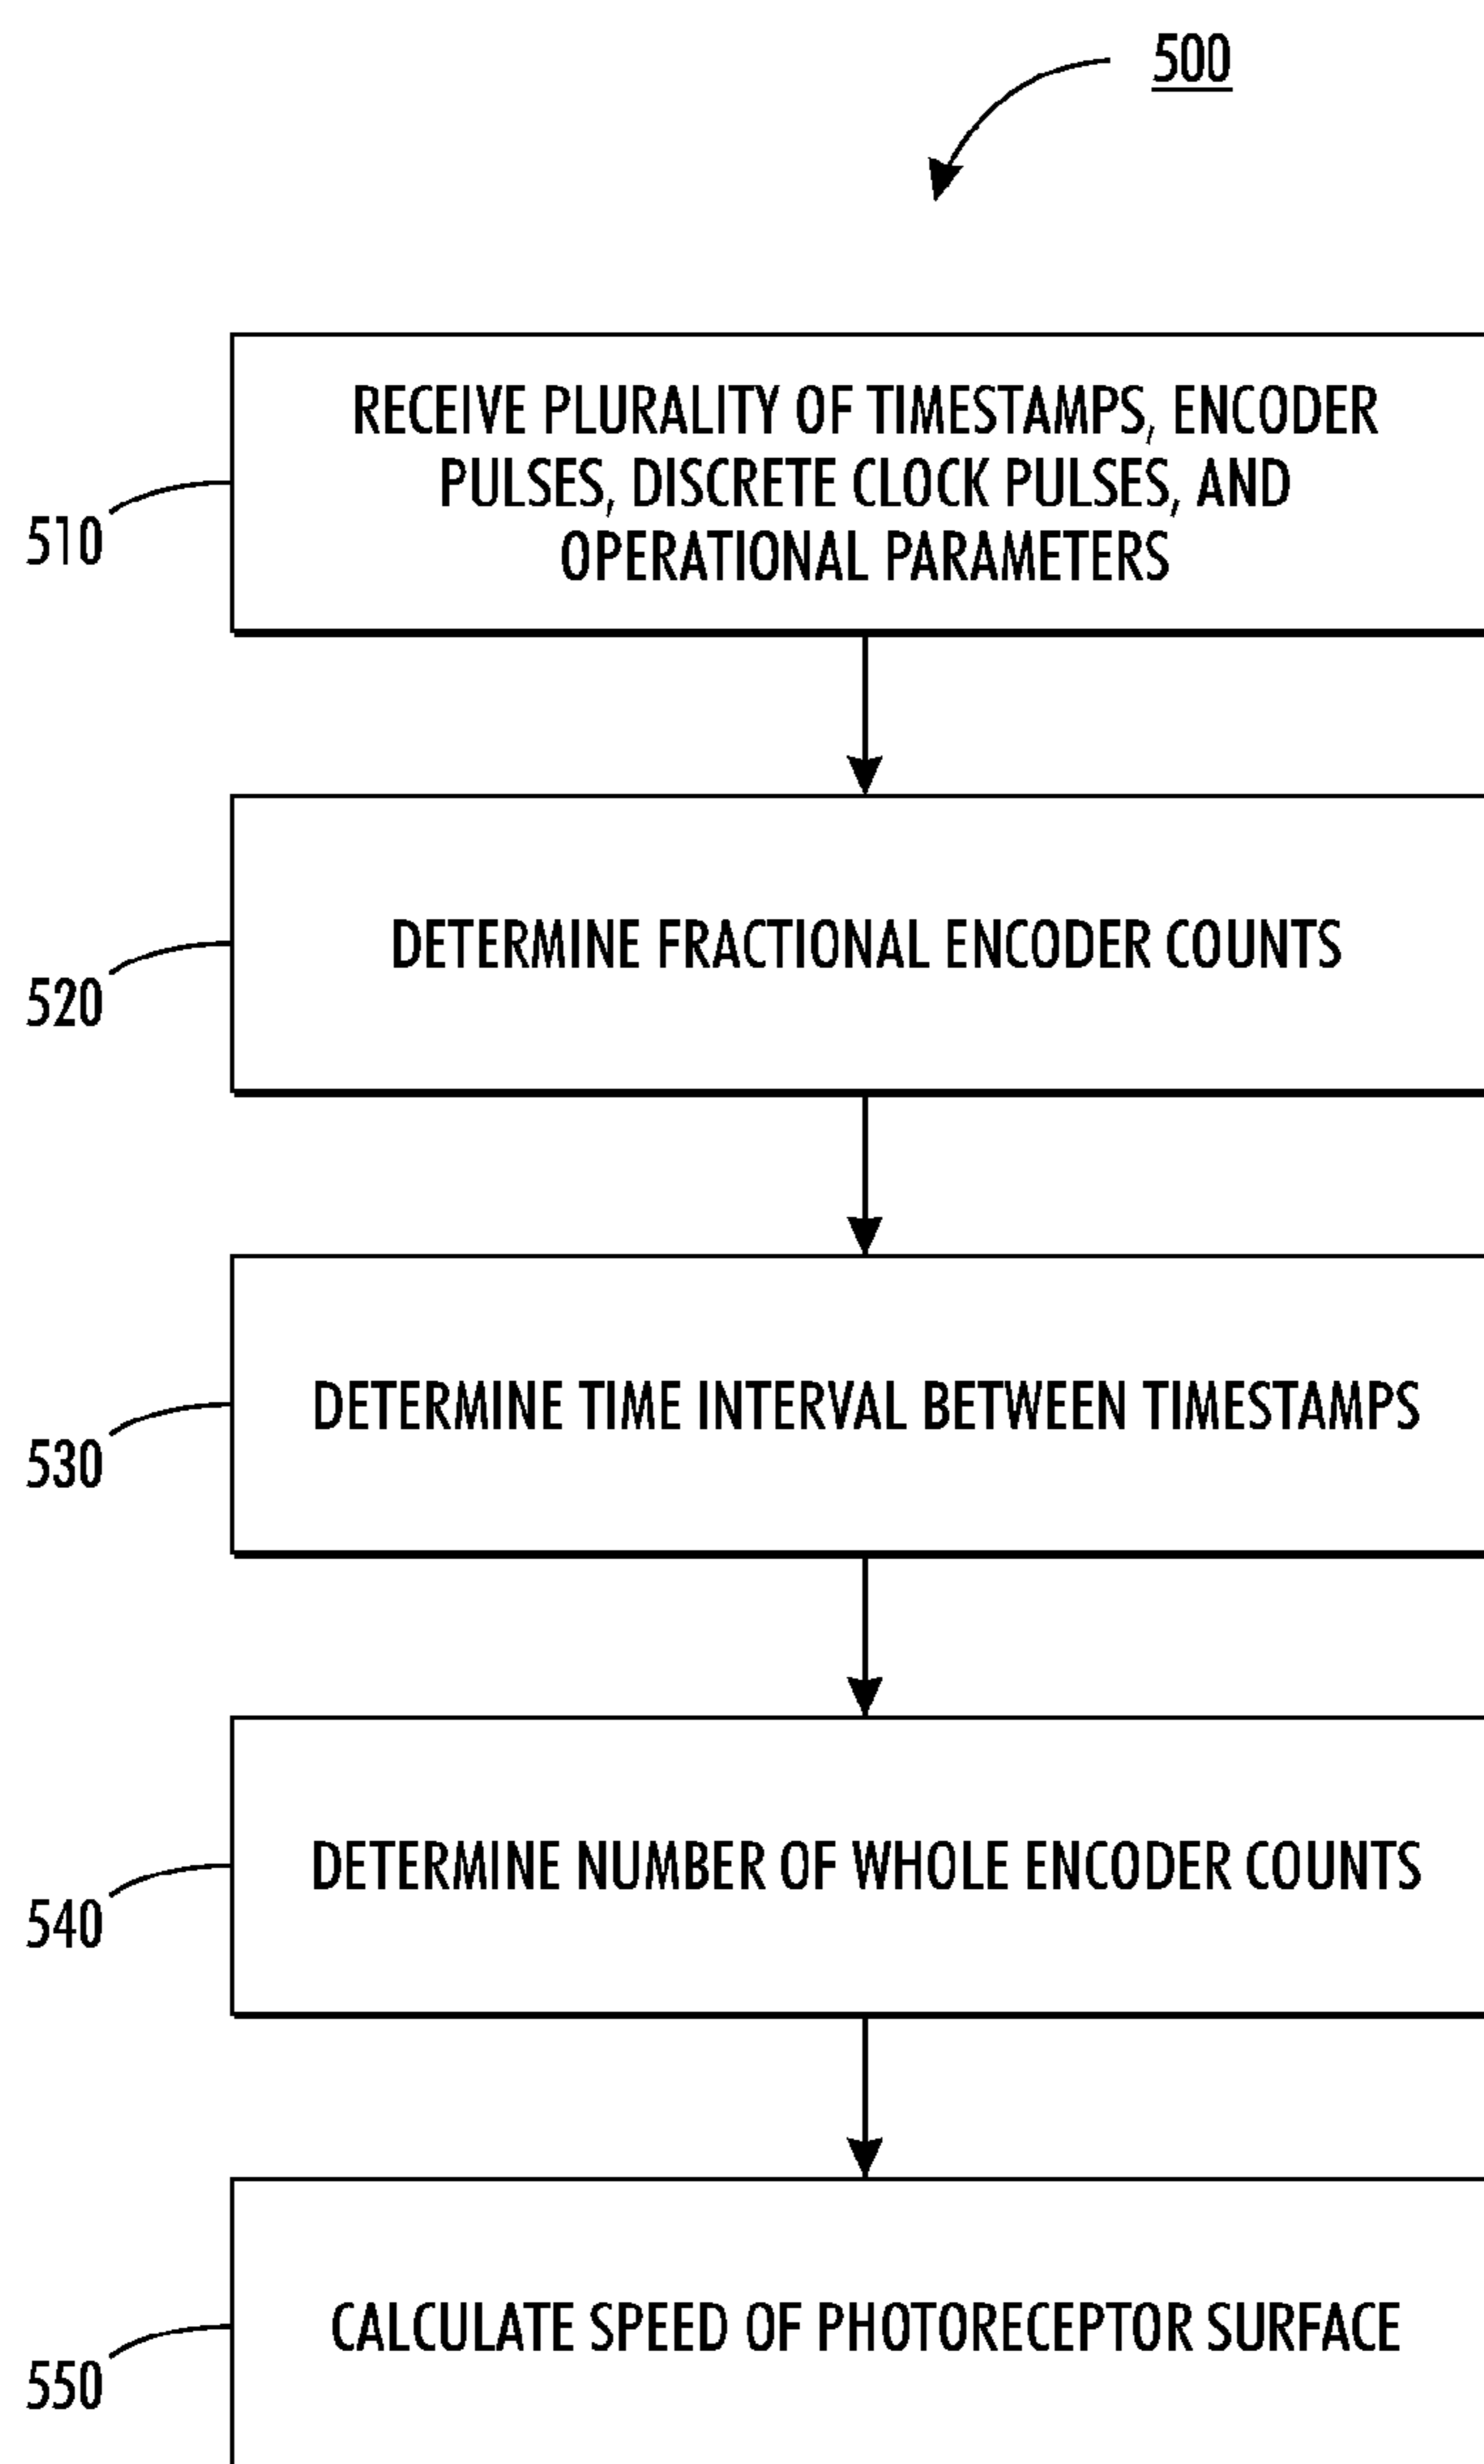 500
RECEIVE PLURALITY OF TIMESTAMPS, ENCODER
PULSES, DISCRETE CLOCK PULSES, AND
OPERATIONAL PARAMETERS
510
DETERMINE FRACTIONAL ENCODER COUNTS
520
DETERMINE TIME INTERVAL BETWEEN TIMESTAMPS
530
DETERMINE NUMBER OF WHOLE ENCODER COUNTS
540
CALCULATE SPEED OF PHOTORECEPTOR SURFACE
550